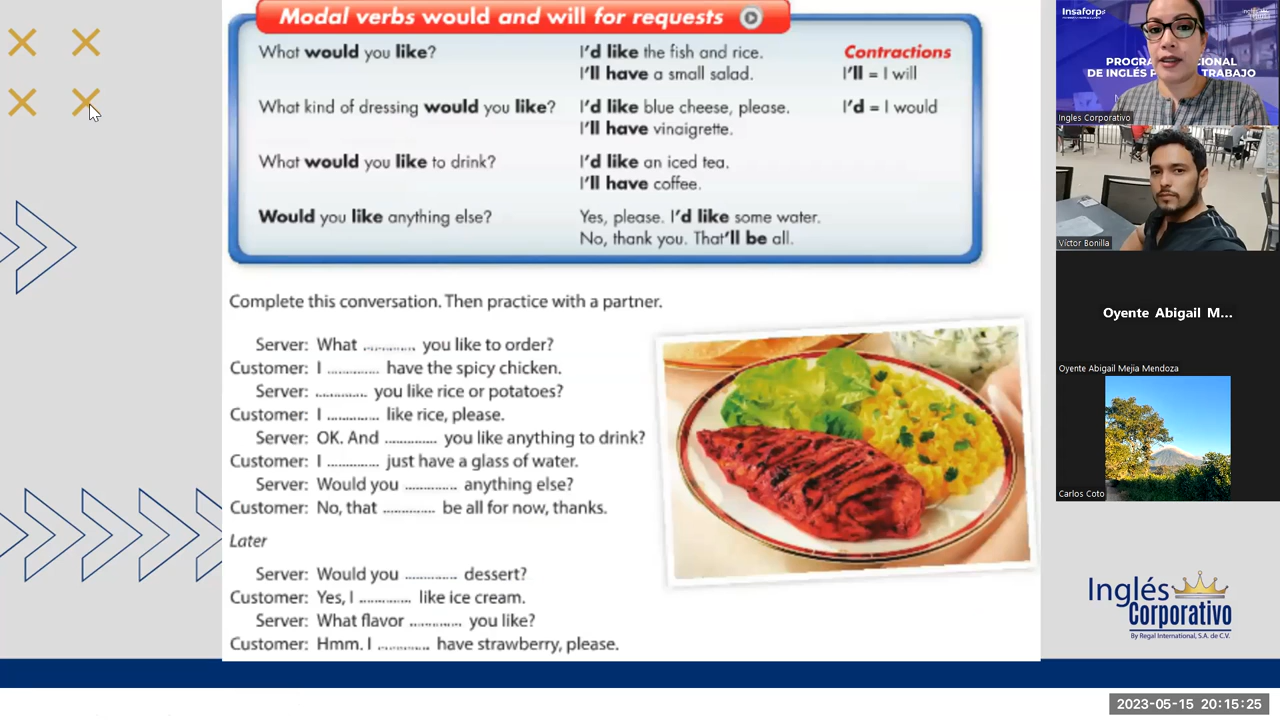 Modal verbs would and will for requests
What would you like? I'd like the fish and rice. Contractions
I'll have a small salad. I'll = I will
What kind of dressing would you like? I'd like blue cheese, please. I'd = I would
I'll have vinaigrette.
What would you like to drink? I'd like an iced tea.
I'll have coffee.
Would you like anything else? Yes, please. I'd like some water.
No, thank you. That'll be all.
Complete this conversation. Then practice with a partner.
Server: What ............ you like to order?
Customer: I ............ have the spicy chicken.
Server: ............ you like rice or potatoes?
Customer: I ............ like rice, please.
Server: OK. And ............ you like anything to drink?
Customer: I ............ just have a glass of water.
Server: Would you ............ anything else?
Customer: No, that ............ be all for now, thanks.
Later
Server: Would you ............ dessert?
Customer: Yes, I ............ like ice cream.
Server: What flavor ............ you like?
Customer: Hmm. I ............ have strawberry, please.
Insaforp
Ingles Corporativo
Víctor Bonilla
Oyente Abigail M...
Oyente Abigail Mejia Mendoza
Carlos Coto
Inglés
Corporativo
By Regal International, S.A. de C.V.
2023-05-15 20:15:25